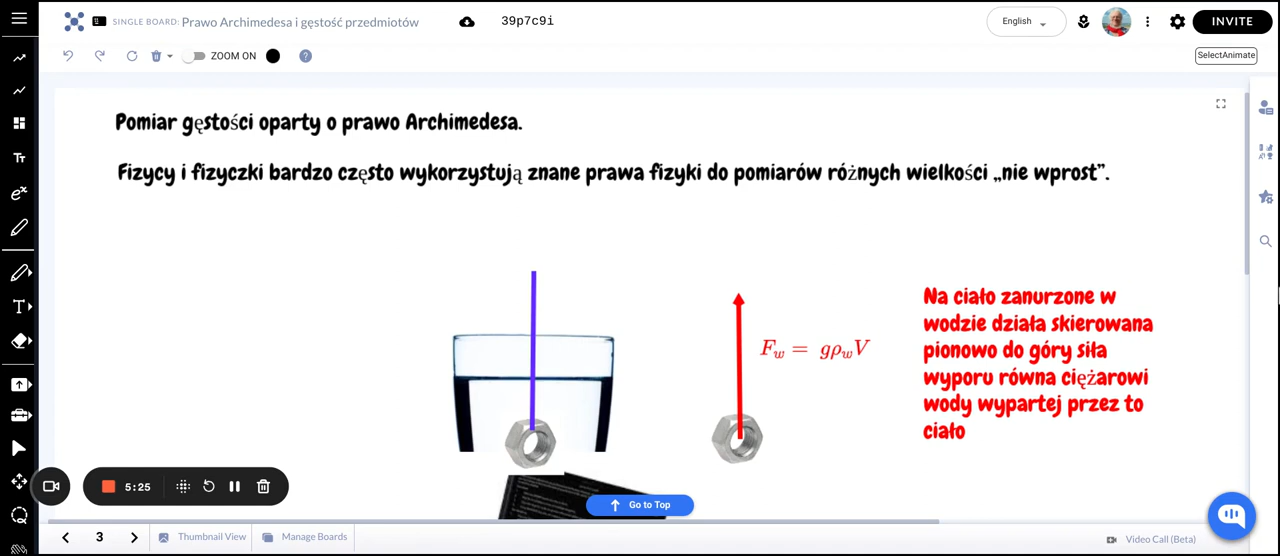 SINGLE BOARD: Prawo Archimedesa i gęstość przedmiotów
39p7c9i
English
INVITE
ZOOM ON
?
SelectAnimate
Pomiar gęstości oparty o prawo Archimedesa.
Fizycy i fizyczki bardzo często wykorzystują znane prawa fizyki do pomiarów różnych wielkości „nie wprost”.
Na ciało zanurzone w
wodzie działa skierowana
pionowo do góry siła
wyporu równa ciężarowi
wody wypartej przez to
ciało
F_w = gρ_wV
5:25
Go to Top
3
Thumbnail View
Manage Boards
Video Call (Beta)